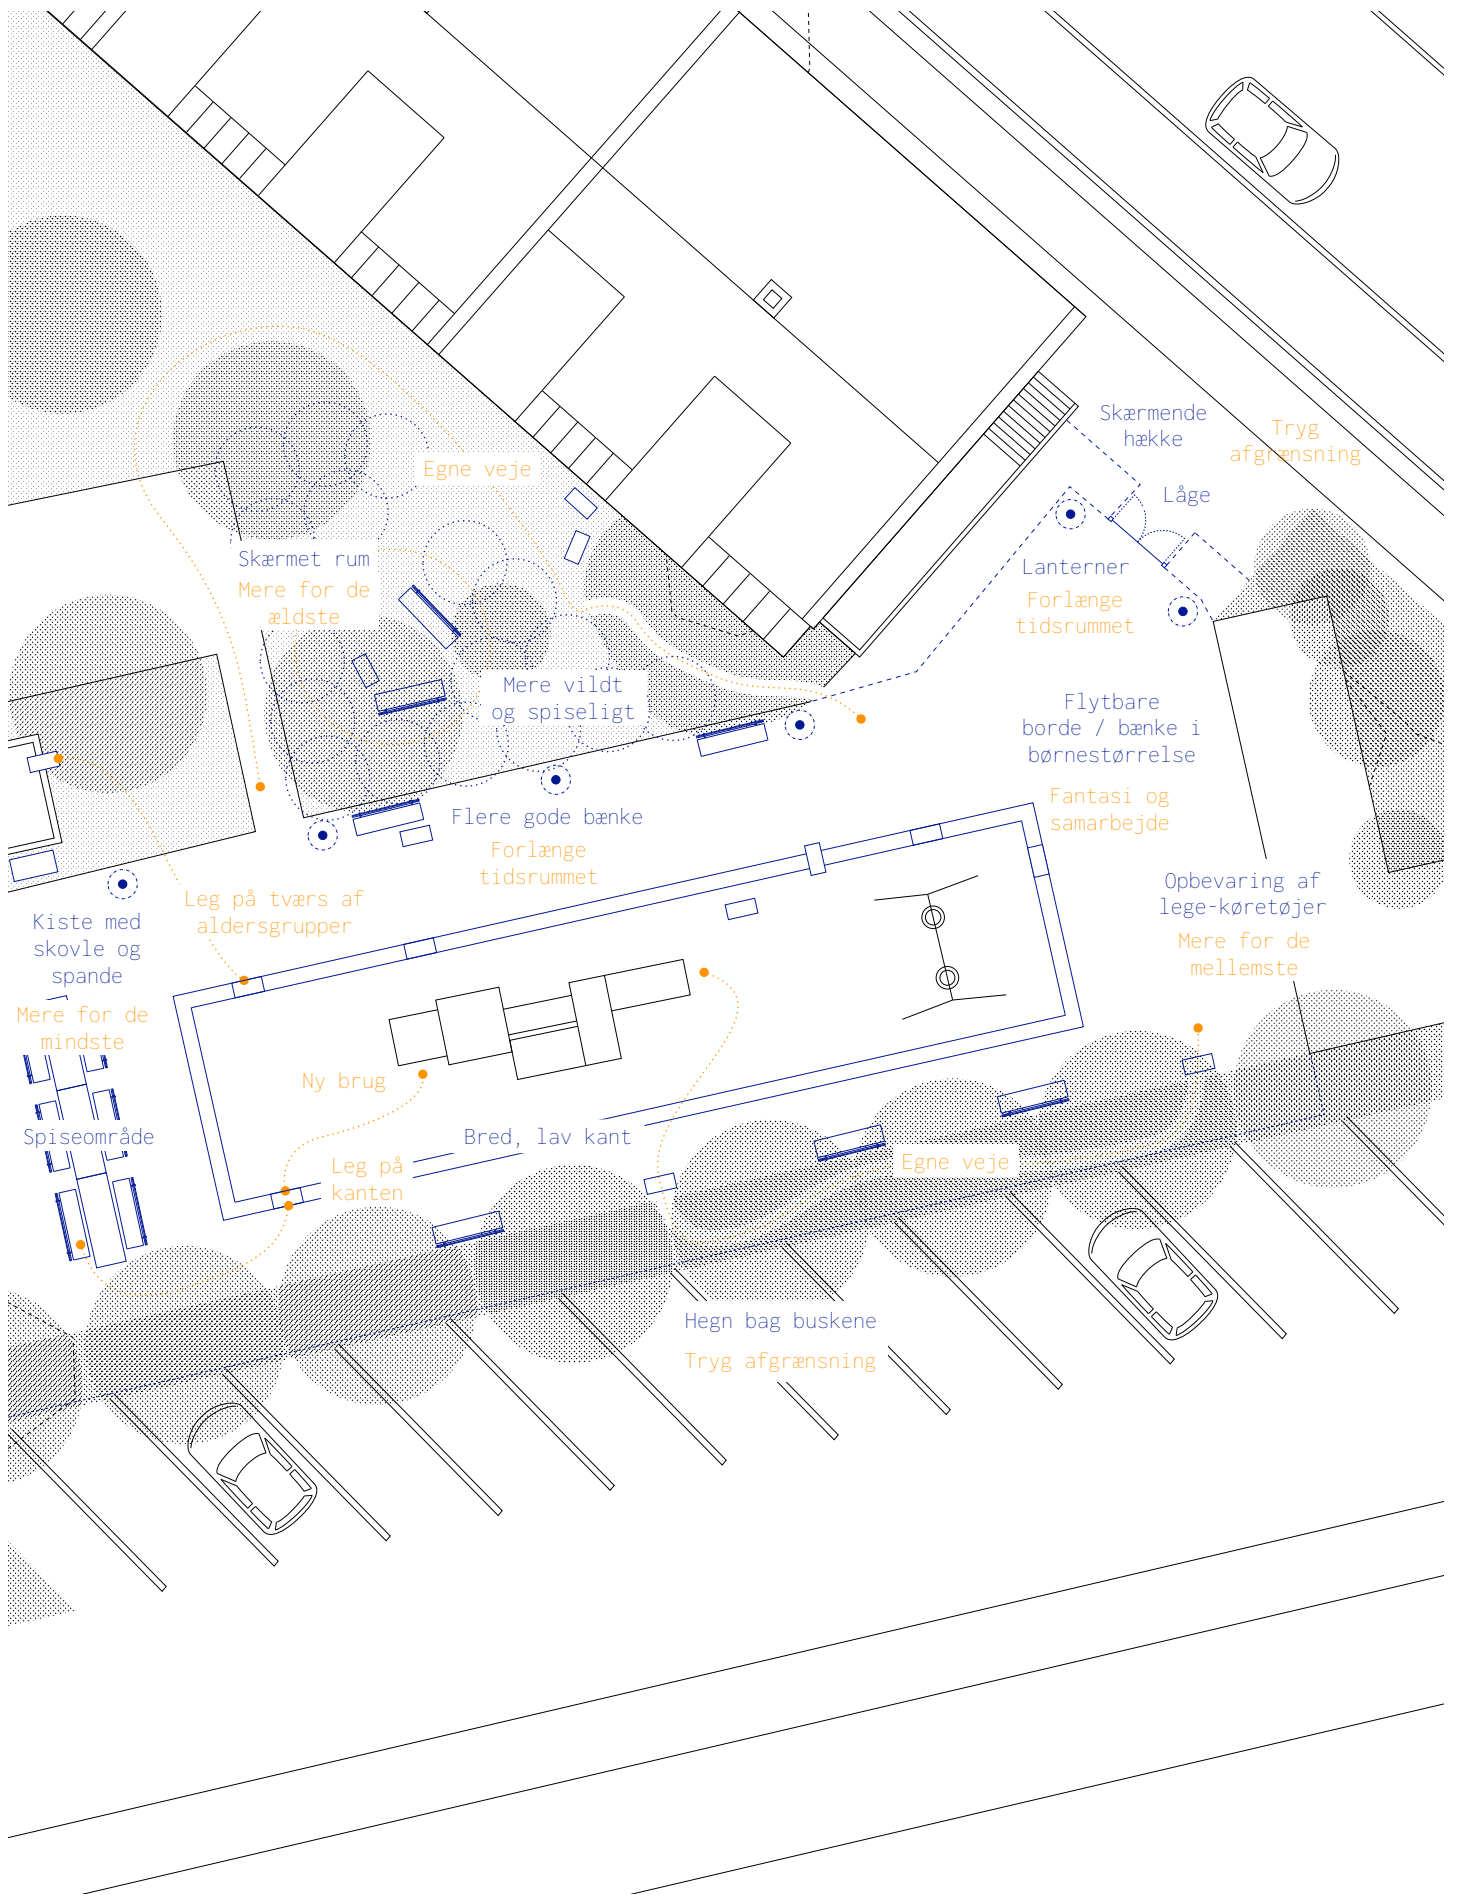 Skærmende
hække
Tryg
afgrænsning
Egne veje
Låge
Skærmet rum
Mere for de
ældste
Lanterner
Forlænge
tidsrummet
Mere vildt
og spiseligt
Flytbare
borde / bænke i
børnestørrelse
Fantasi og
samarbejde
Flere gode bænke
Forlænge
tidsrummet
Leg på tværs af
aldersgrupper
Opbevaring af
lege-køretøjer
Mere for de
mellemste
Kiste med
skovle og
spande
Mere for de
mindste
Ny brug
Spiseområde
Bred, lav kant
Leg på
kanten
Egne veje
Hegn bag buskene
Tryg afgrænsning